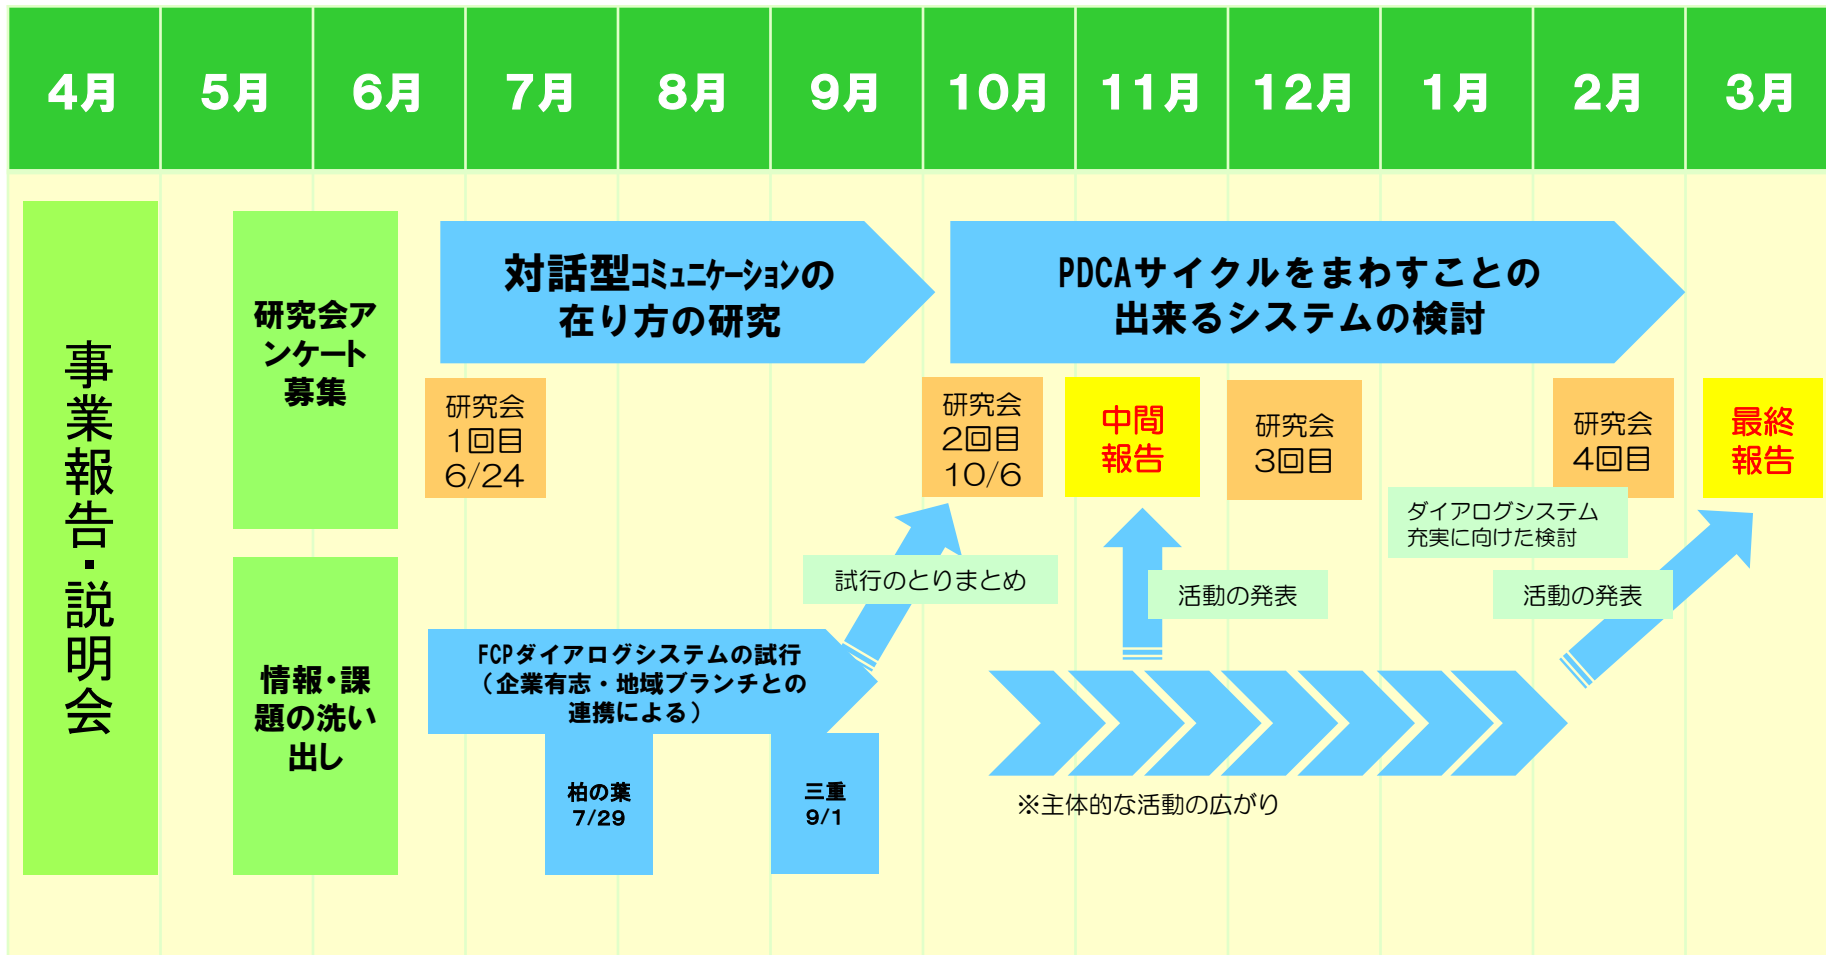 4月 5月 6月 7月 8月 9月 10月 11月 12月 1月 2月 3月
事業報告・説明会
研究会ア
ンケート
募集
情報・課
題の洗い
出し
対話型コミュニケーションの
在り方の研究
PDCAサイクルをまわすことの
出来るシステムの検討
研究会
1回目
6/24
研究会
2回目
10/6
中間
報告
研究会
3回目
研究会
4回目
最終
報告
ダイアログシステム
充実に向けた検討
試行のとりまとめ
活動の発表
活動の発表
FCPダイアログシステムの試行
（企業有志・地域ブランチとの
連携による）
柏の葉
7/29
三重
9/1
※主体的な活動の広がり